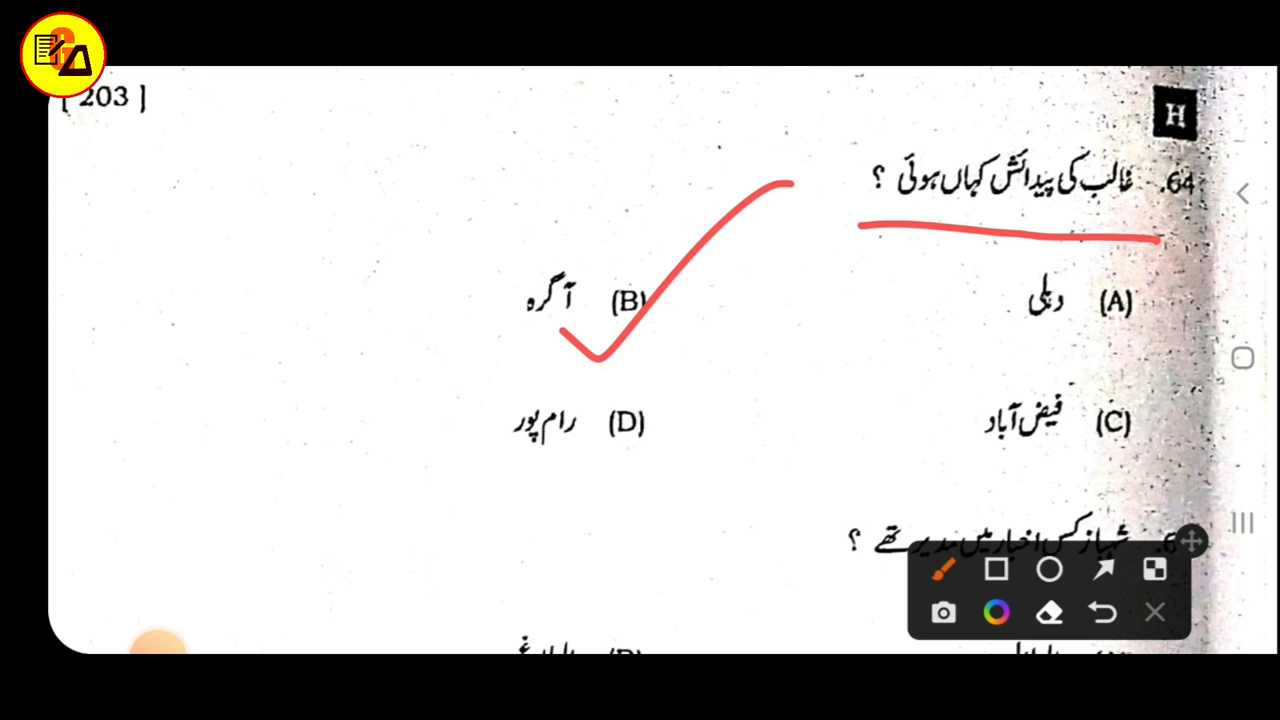 [ 203 ]
H
64. غالب کی پیدائش کہاں ہوئی ؟
(A) دہلی (B) آگرہ
(C) فیض آباد (D) رام پور
شہباز کس اخبار میں مدیر تھے ؟